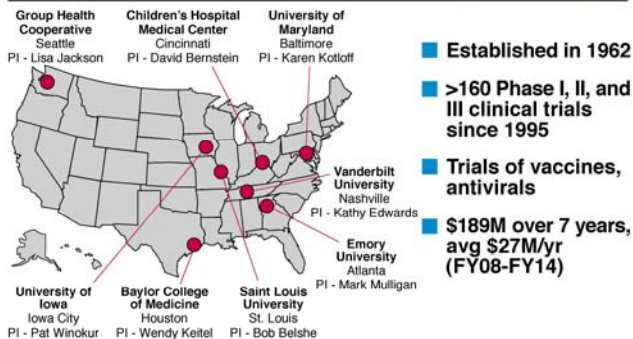 Group Health
Cooperative
Seattle
PI - Lisa Jackson
Children's Hospital
Medical Center
Cincinnati
PI - David Bernstein
University of
Maryland
Baltimore
PI - Karen Kotloff
Vanderbilt
University
Nashville
PI - Kathy Edwards
Emory
University
Atlanta
PI - Mark Mulligan
University of
Iowa
Iowa City
PI - Pat Winokur
Baylor College
of Medicine
Houston
PI - Wendy Keitel
Saint Louis
University
St. Louis
PI - Bob Belshe
Established in 1962
>160 Phase I, II, and
III clinical trials
since 1995
Trials of vaccines,
antivirals
$189M over 7 years,
avg $27M/yr
(FY08-FY14)